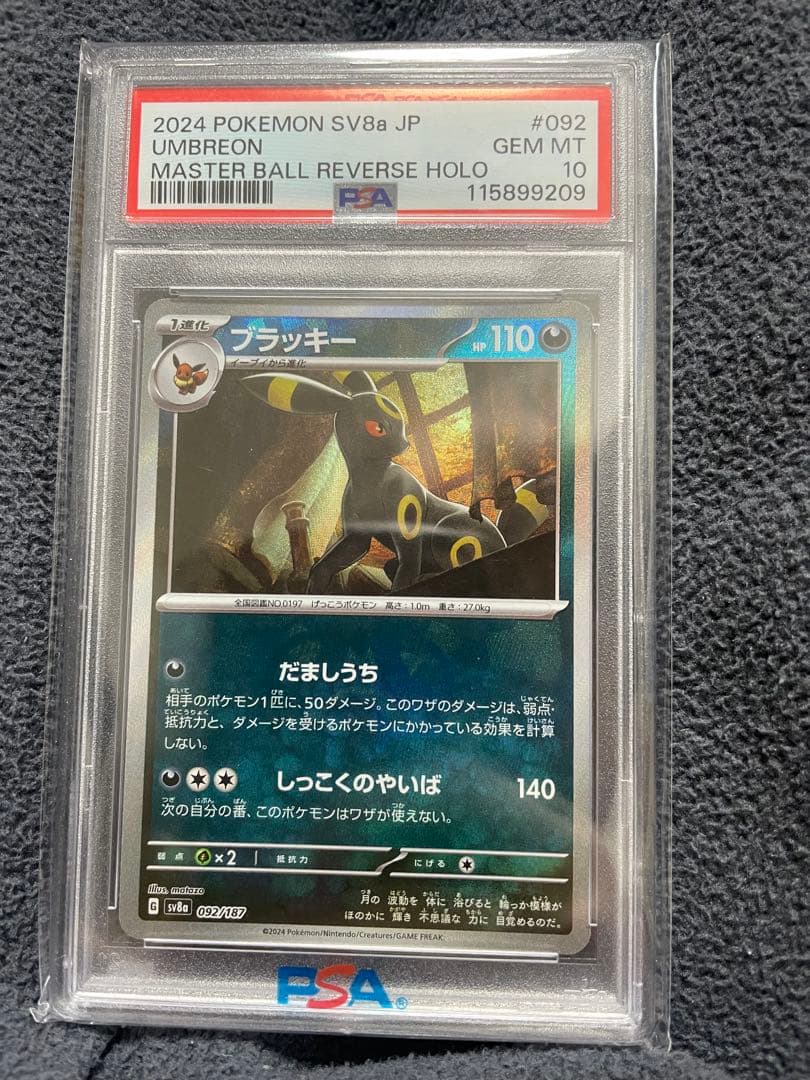 2024 POKEMON SV8a JP #092
UMBREON GEM MT
MASTER BALL REVERSE HOLO 10
PSA 115899209
1進化 ブラッキー HP 110
イーブイから進化
全国図鑑NO.0197 げっこうポケモン 高さ:1.0m 重さ:27.0kg
だましうち
相手のポケモン1匹に、50ダメージ。このワザのダメージは、弱点・
抵抗力と、ダメージを受けるポケモンにかかっている効果を計算
しない。
しっこくのやいば 140
次の自分の番、このポケモンはワザが使えない。
弱点 ×2 抵抗力 にげる
Illus. matazo
G sv8a 092/187
月の 波動を 体に 浴びると 輪っか模様が
ほのかに 輝き 不思議な 力に 目覚めるのだ。
©2024 Pokémon/Nintendo/Creatures/GAME FREAK.
PSA®